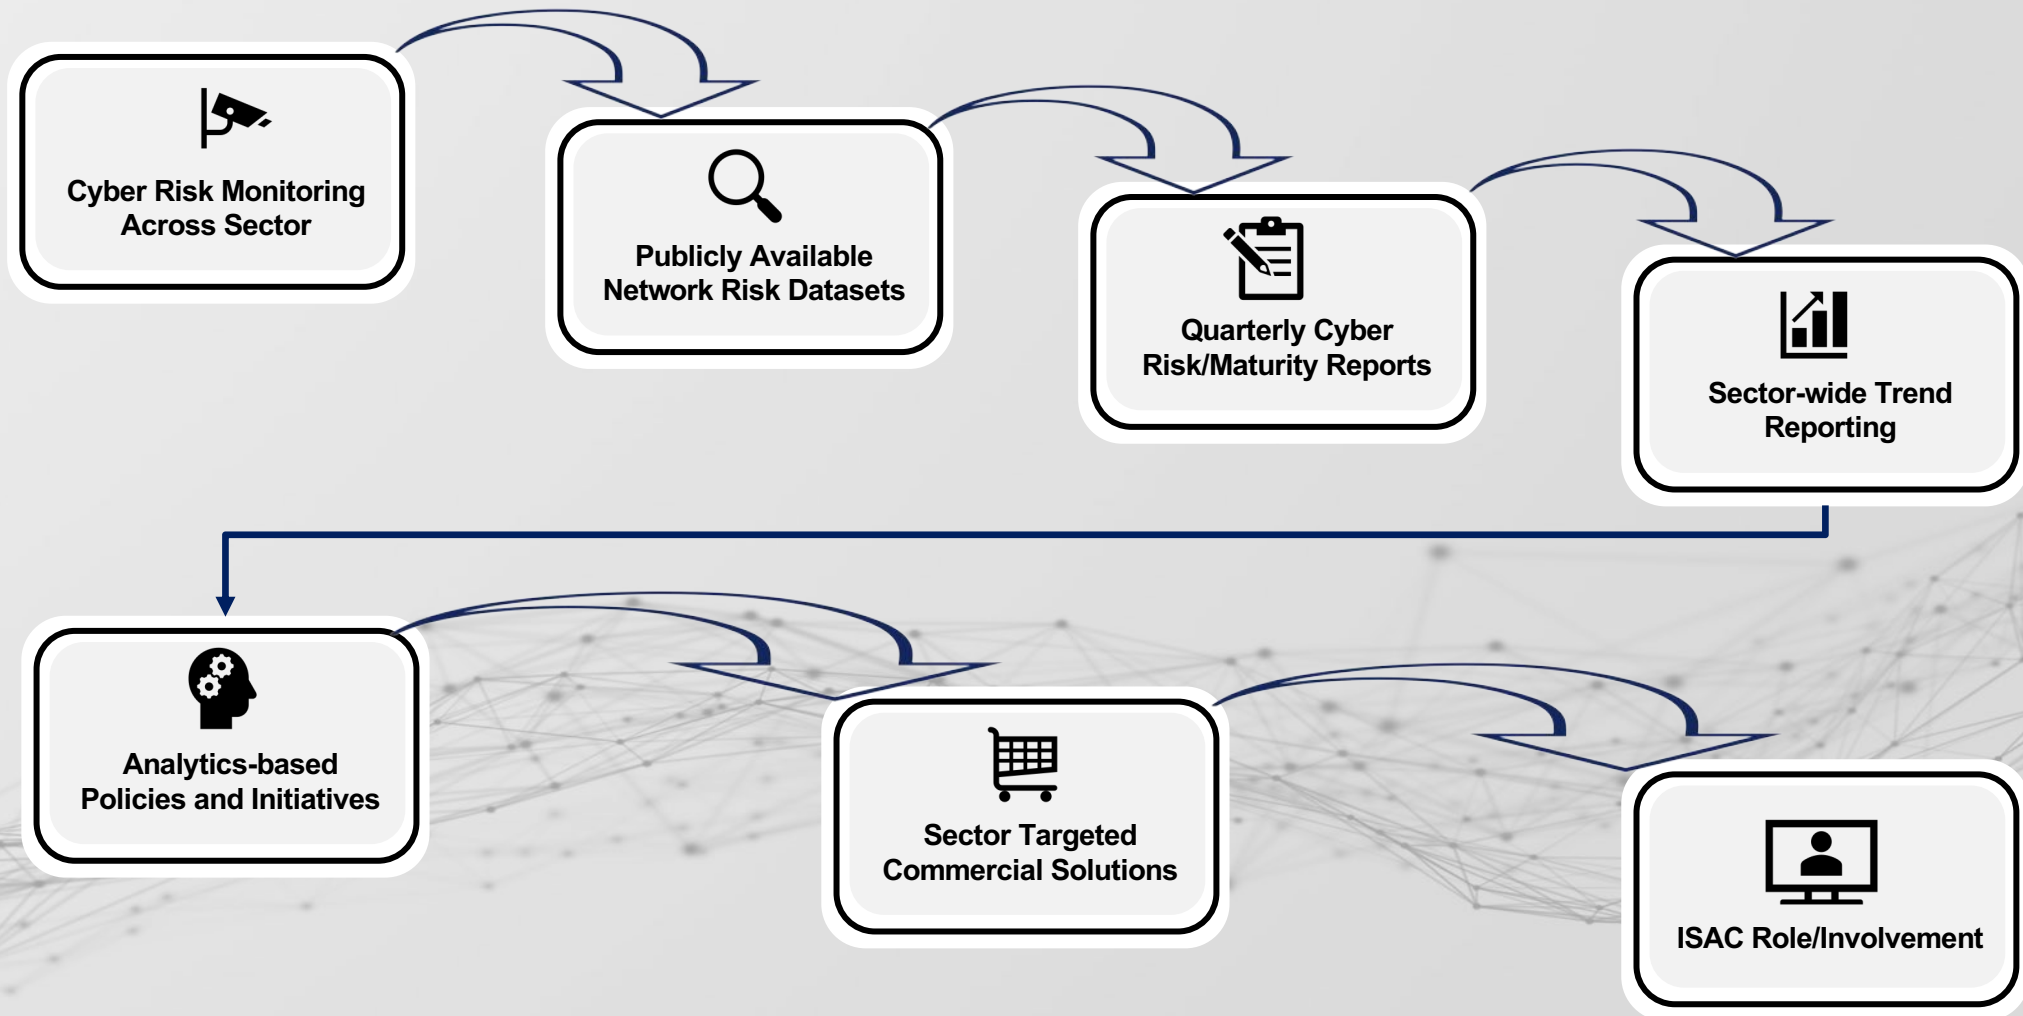 Cyber Risk Monitoring
Across Sector
Publicly Available
Network Risk Datasets
Quarterly Cyber
Risk/Maturity Reports
Sector-wide Trend
Reporting
Analytics-based
Policies and Initiatives
Sector Targeted
Commercial Solutions
ISAC Role/Involvement